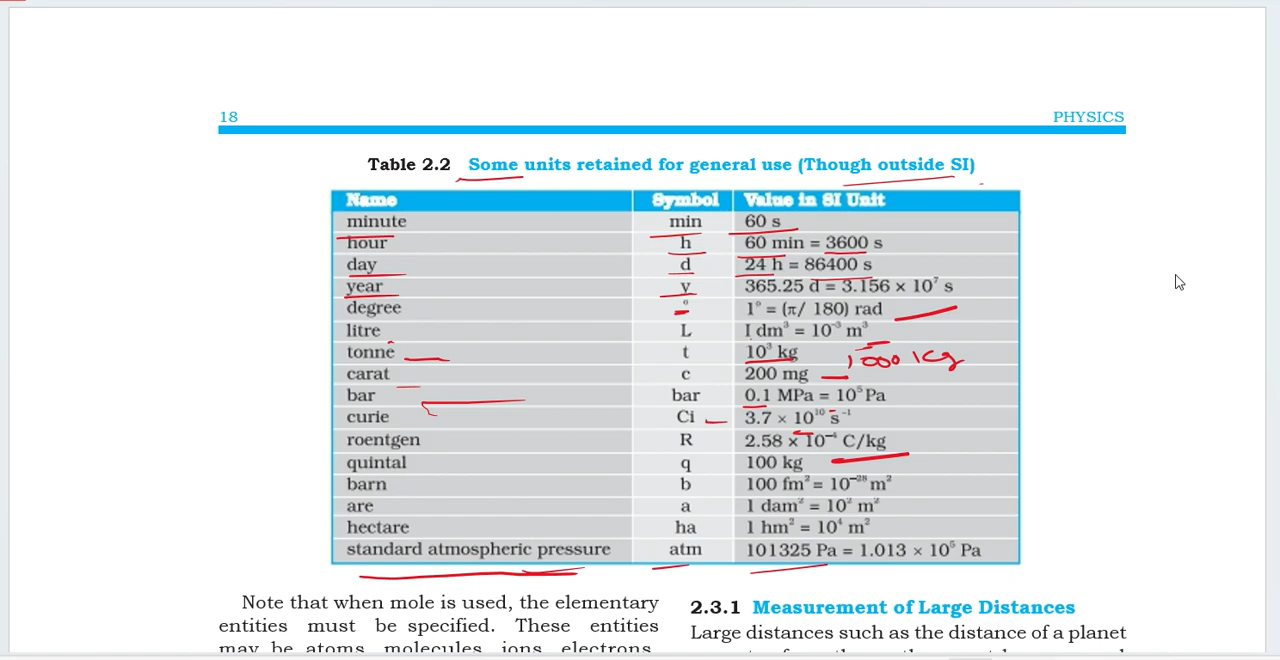 18 PHYSICS
Table 2.2 Some units retained for general use (Though outside SI)
Name Symbol Value in SI Unit
minute min 60 s
hour h 60 min = 3600 s
day d 24 h = 86400 s
year y 365.25 d = 3.156 × 10⁷ s
degree ° 1° = (π/ 180) rad
litre L I dm³ = 10⁻³ m³
tonne t 10³ kg 1000 kg
carat c 200 mg
bar bar 0.1 MPa = 10⁵ Pa
curie Ci 3.7 × 10¹⁰ s⁻¹
roentgen R 2.58 × 10⁻⁴ C/kg
quintal q 100 kg
barn b 100 fm² = 10⁻²⁸ m²
are a 1 dam² = 10² m²
hectare ha 1 hm² = 10⁴ m²
standard atmospheric pressure atm 101325 Pa = 1.013 × 10⁵ Pa
Note that when mole is used, the elementary
entities must be specified. These entities
may be atoms, molecules, ions, electrons,
2.3.1 Measurement of Large Distances
Large distances such as the distance of a planet